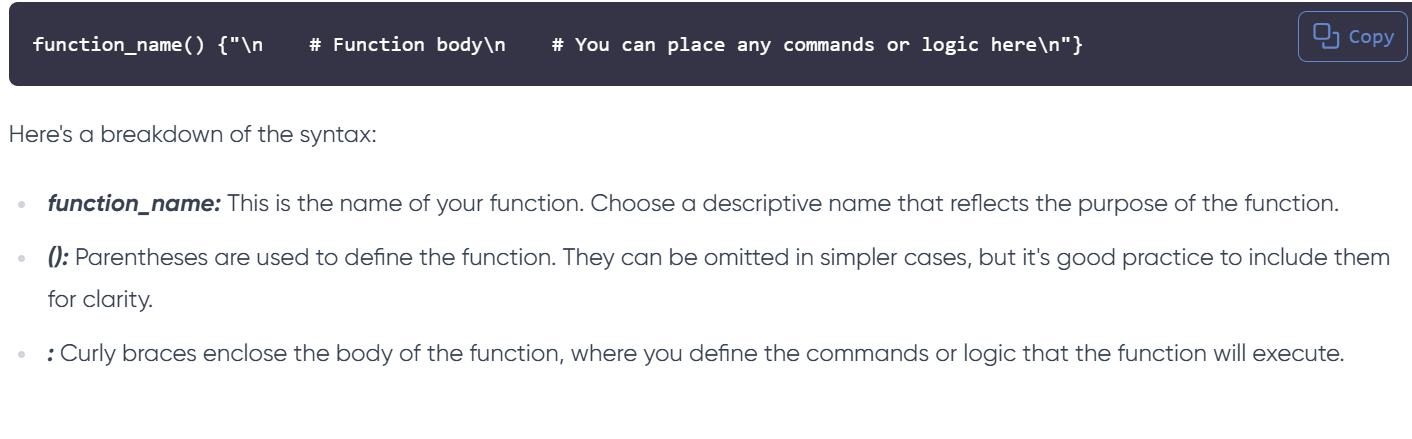 function_name() {"\n    # Function body\n    # You can place any commands or logic here\n"}
Copy
Here's a breakdown of the syntax:
function_name: This is the name of your function. Choose a descriptive name that reflects the purpose of the function.
(): Parentheses are used to define the function. They can be omitted in simpler cases, but it's good practice to include them
for clarity.
: Curly braces enclose the body of the function, where you define the commands or logic that the function will execute.